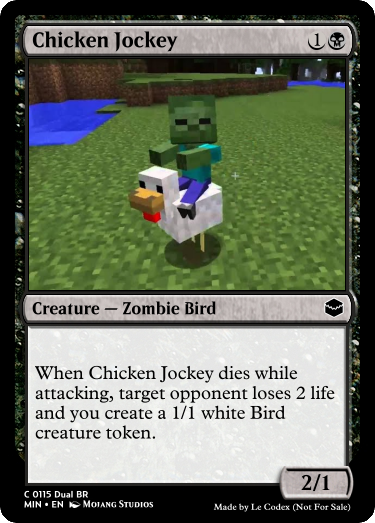 Chicken Jockey 1
Creature — Zombie Bird
When Chicken Jockey dies while
attacking, target opponent loses 2 life
and you create a 1/1 white Bird
creature token.
2/1
C 0115 Dual BR
MIN • EN Mojang Studios
Made by Le Codex (Not For Sale)